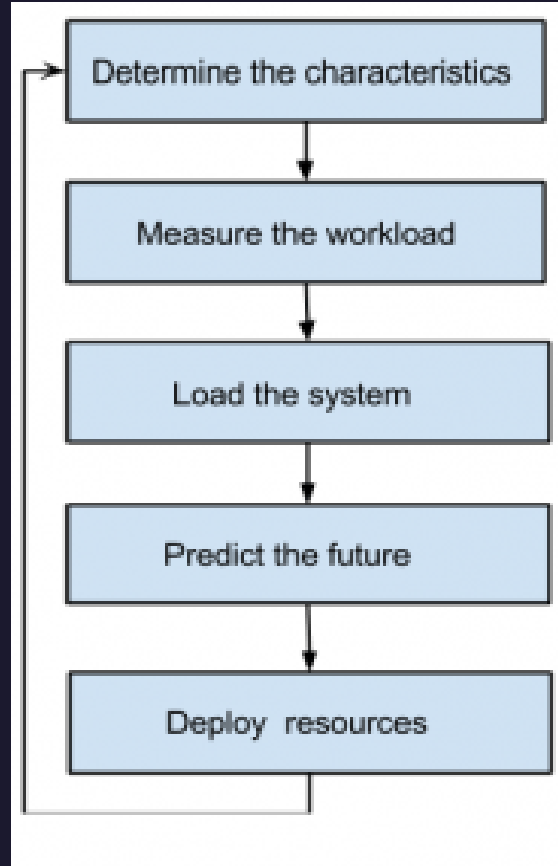 Determine the characteristics
Measure the workload
Load the system
Predict the future
Deploy resources